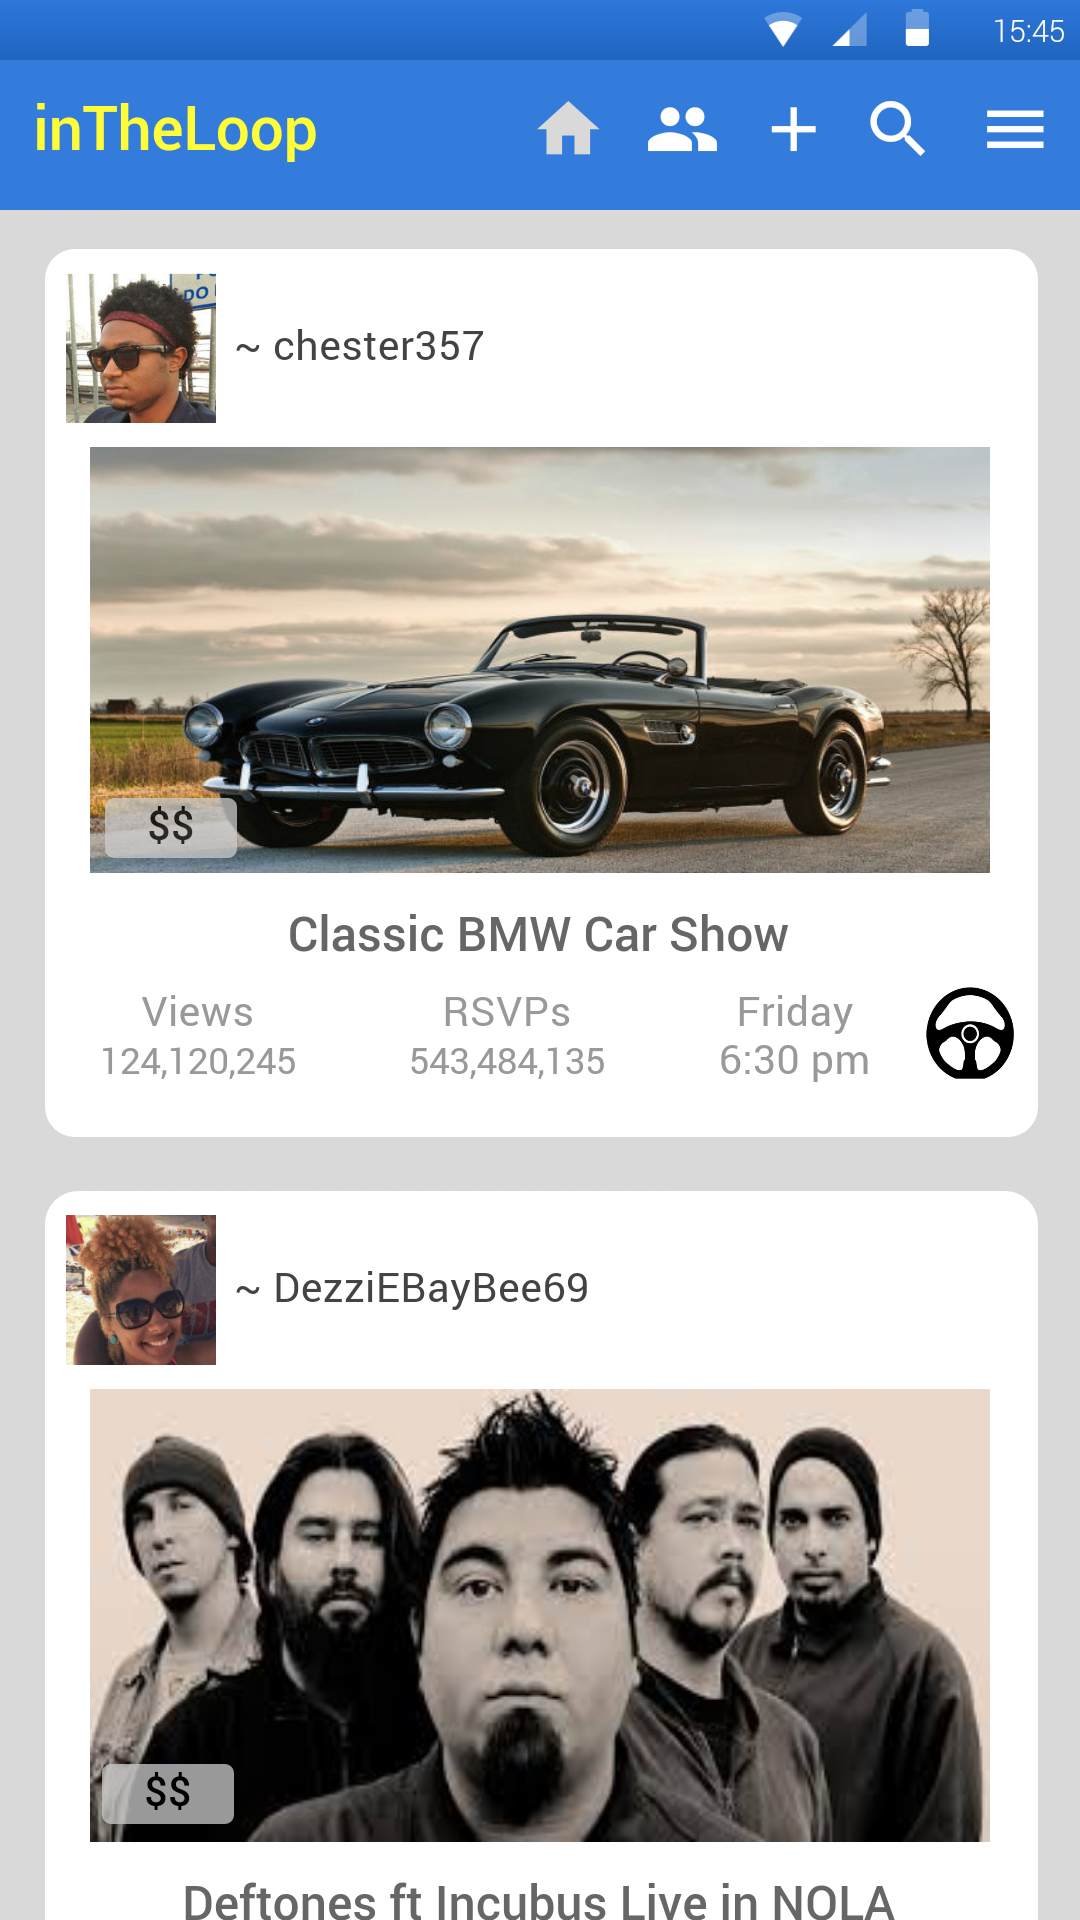 15:45
inTheLoop
DO
~ chester357
$$
Classic BMW Car Show
Views RSVPs Friday
124,120,245 543,484,135 6:30 pm
~ DezziEBayBee69
$$
Deftones ft Incubus Live in NOLA